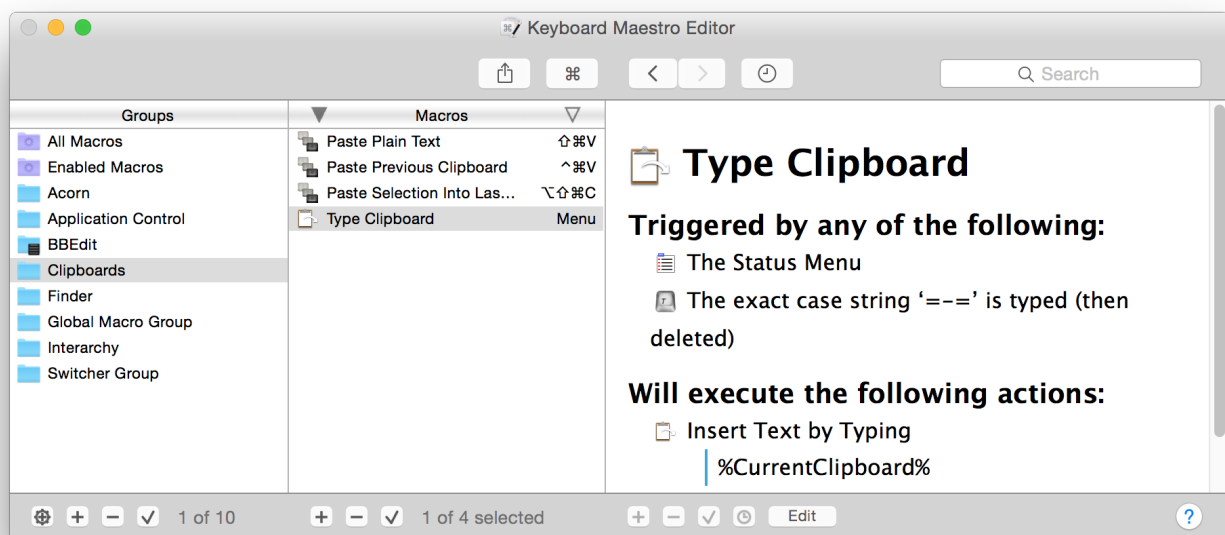 Keyboard Maestro Editor
⌘
Search
Groups
All Macros
Enabled Macros
Acorn
Application Control
BBEdit
Clipboards
Finder
Global Macro Group
Interarchy
Switcher Group
1 of 10
Macros
Paste Plain Text ⇧⌘V
Paste Previous Clipboard ^⌘V
Paste Selection Into Las... ⌥⇧⌘C
Type Clipboard Menu
1 of 4 selected
Type Clipboard
Triggered by any of the following:
The Status Menu
The exact case string ‘=-=’ is typed (then
deleted)
Will execute the following actions:
Insert Text by Typing
%CurrentClipboard%
Edit
?